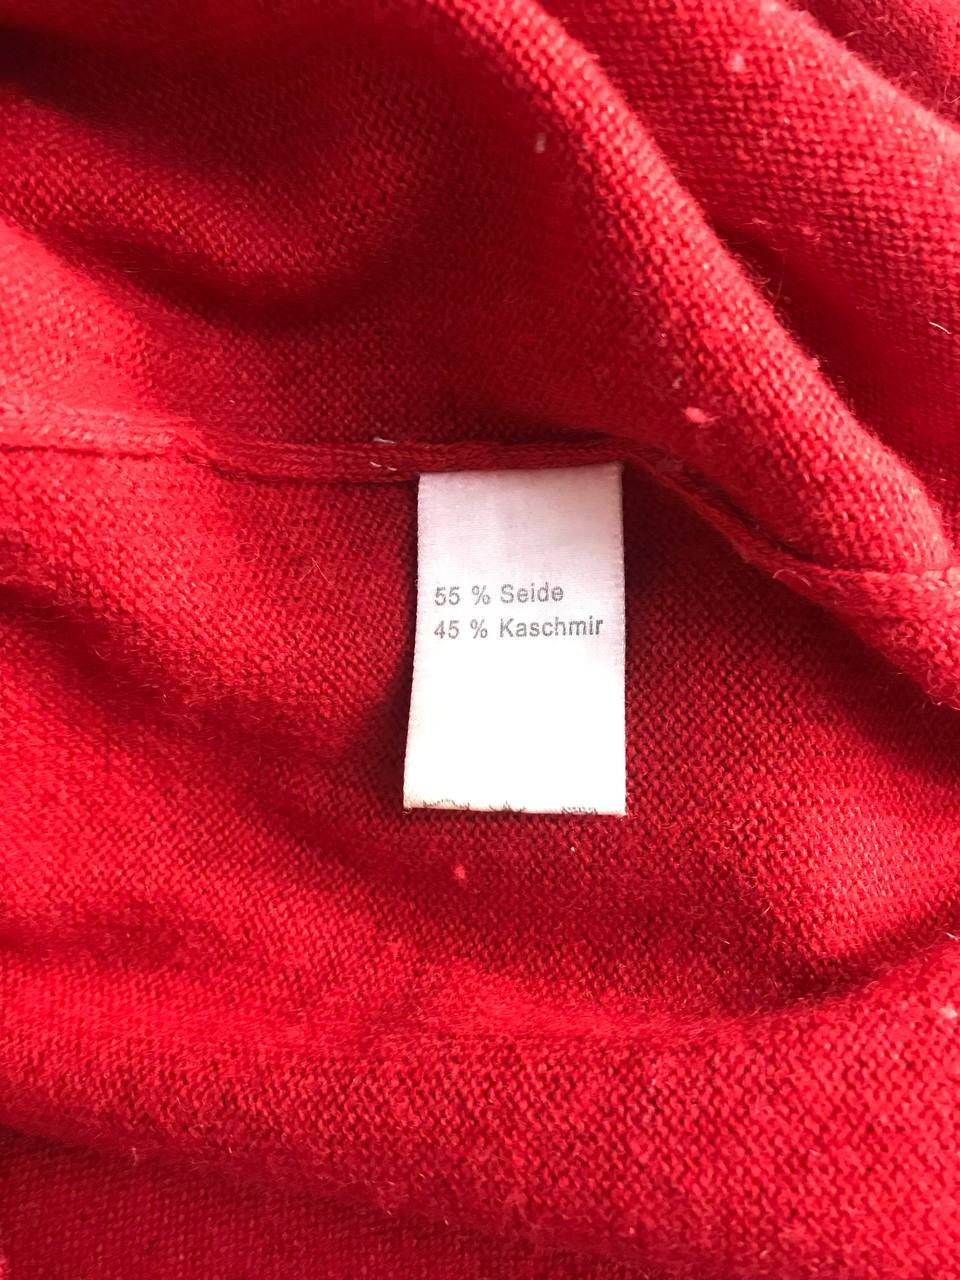 55 % Seide
45 % Kaschmir